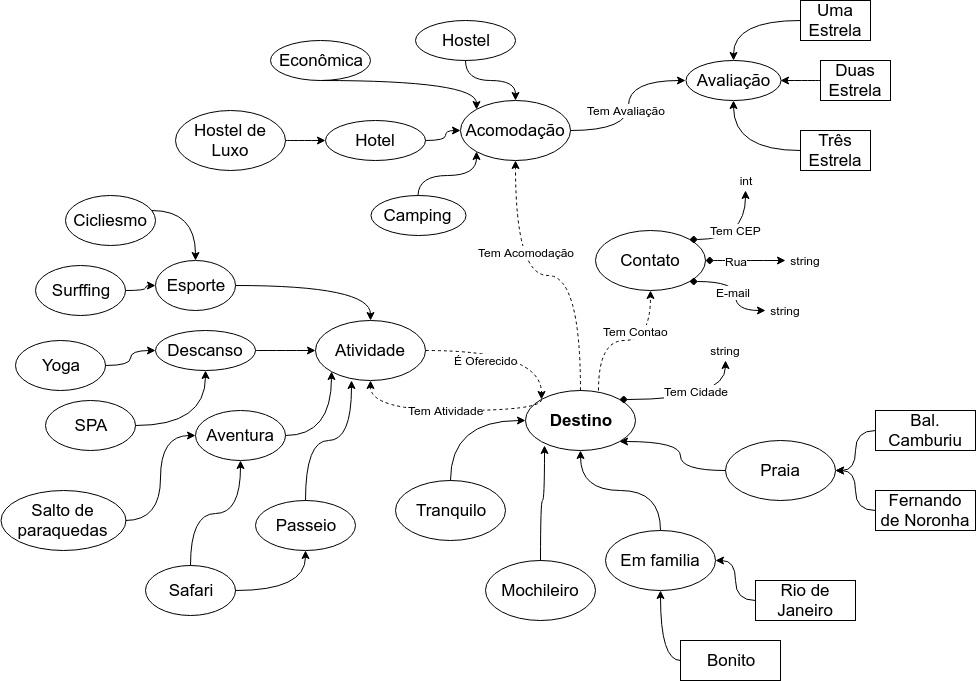 Uma
Estrela
Hostel
Econômica
Avaliação
Duas
Estrela
Tem Avaliação
Hostel de
Luxo
Hotel
Acomodação
Três
Estrela
Camping
int
Cicliesmo
Tem CEP
Tem Acomodação
Contato
Rua
string
Surffing
Esporte
E-mail
string
Tem Contao
Yoga
Descanso
Atividade
É Oferecido
string
Tem Cidade
Tem Atividade
SPA
Aventura
Destino
Bal.
Camburiu
Praia
Salto de
paraquedas
Passeio
Tranquilo
Fernando
de Noronha
Safari
Mochileiro
Em familia
Rio de
Janeiro
Bonito